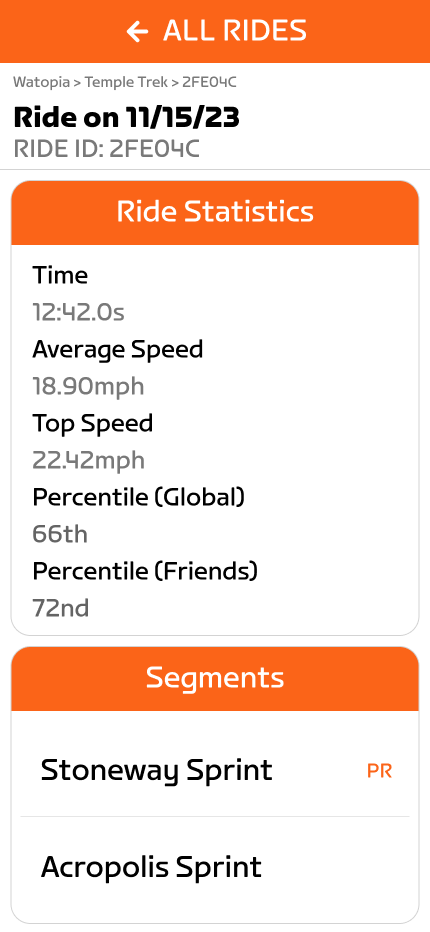 ← ALL RIDES
Watopia > Temple Trek > 2FE04C
Ride on 11/15/23
RIDE ID: 2FE04C
Ride Statistics
Time
12:42.0s
Average Speed
18.90mph
Top Speed
22.42mph
Percentile (Global)
66th
Percentile (Friends)
72nd
Segments
Stoneway Sprint PR
Acropolis Sprint